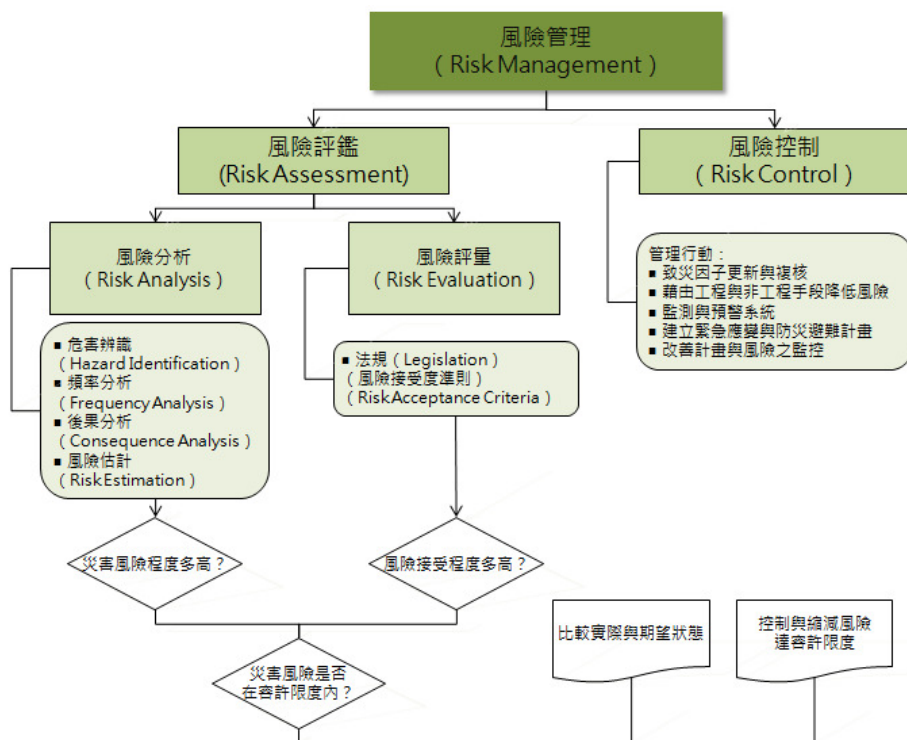 風險管理
（Risk Management）
風險評鑑
(Risk Assessment)
風險控制
（Risk Control）
風險分析
（Risk Analysis）
風險評量
（Risk Evaluation）
管理行動：
■ 致災因子更新與複核
■ 藉由工程與非工程手段降低風險
■ 監測與預警系統
■ 建立緊急應變與防災避難計畫
■ 改善計畫與風險之監控
■ 危害辨識
（Hazard Identification）
■ 頻率分析
（Frequency Analysis）
■ 後果分析
（Consequence Analysis）
■ 風險估計
（Risk Estimation）
■ 法規（Legislation）
（風險接受度準則）
（Risk Acceptance Criteria）
災害風險程度多高？
風險接受程度多高？
比較實際與期望狀態
控制與縮減風險
達容許限度
災害風險是否
在容許限度內？